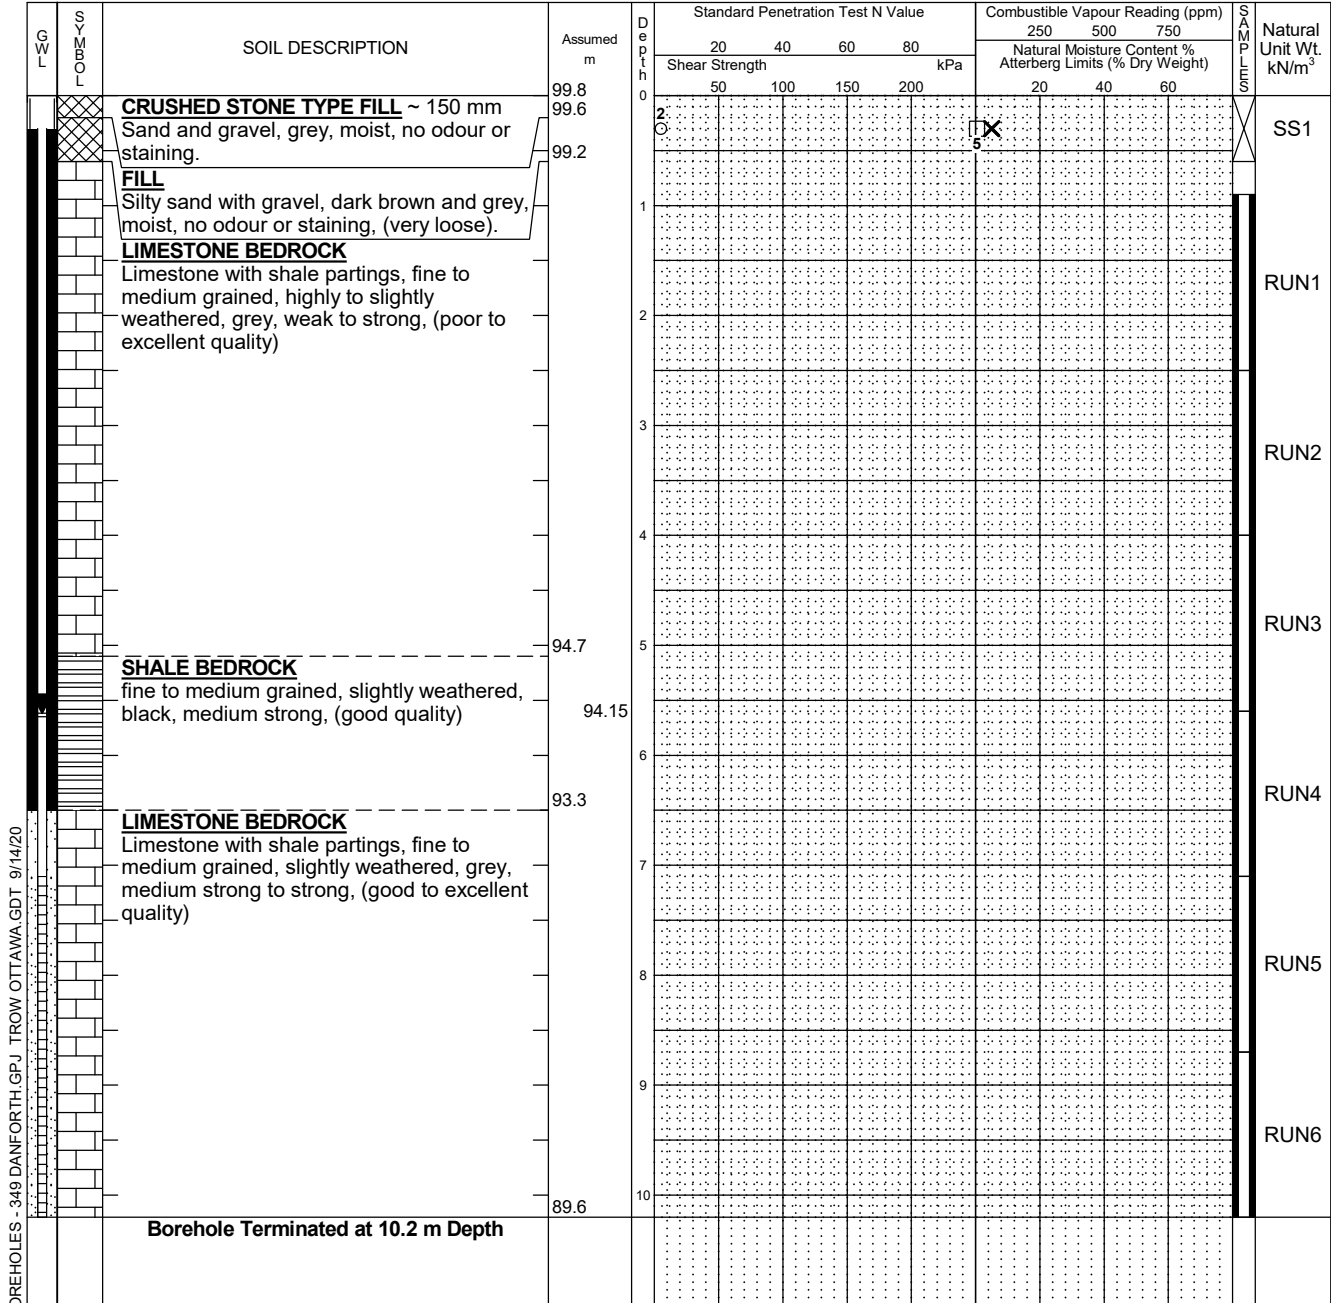 GWL
SYMBOL
SOIL DESCRIPTION
Assumed
m
99.8
Depth
Standard Penetration Test N Value
20 40 60 80
Shear Strength kPa
50 100 150 200
Combustible Vapour Reading (ppm)
250 500 750
Natural Moisture Content %
Atterberg Limits (% Dry Weight)
20 40 60
SAMPLES
Natural
Unit Wt.
kN/m³
0
CRUSHED STONE TYPE FILL ~ 150 mm
99.6
Sand and gravel, grey, moist, no odour or
staining.
99.2
2
5
SS1
FILL
Silty sand with gravel, dark brown and grey,
moist, no odour or staining, (very loose).
1
LIMESTONE BEDROCK
Limestone with shale partings, fine to
medium grained, highly to slightly
weathered, grey, weak to strong, (poor to
excellent quality)
RUN1
2
3
RUN2
4
RUN3
5
94.7
SHALE BEDROCK
fine to medium grained, slightly weathered,
black, medium strong, (good quality)
94.15
6
RUN4
93.3
LIMESTONE BEDROCK
Limestone with shale partings, fine to
medium grained, slightly weathered, grey,
medium strong to strong, (good to excellent
quality)
7
RUN5
8
9
RUN6
10
89.6
Borehole Terminated at 10.2 m Depth
OREHOLES - 349 DANFORTH.GPJ TROW OTTAWA.GDT 9/14/20